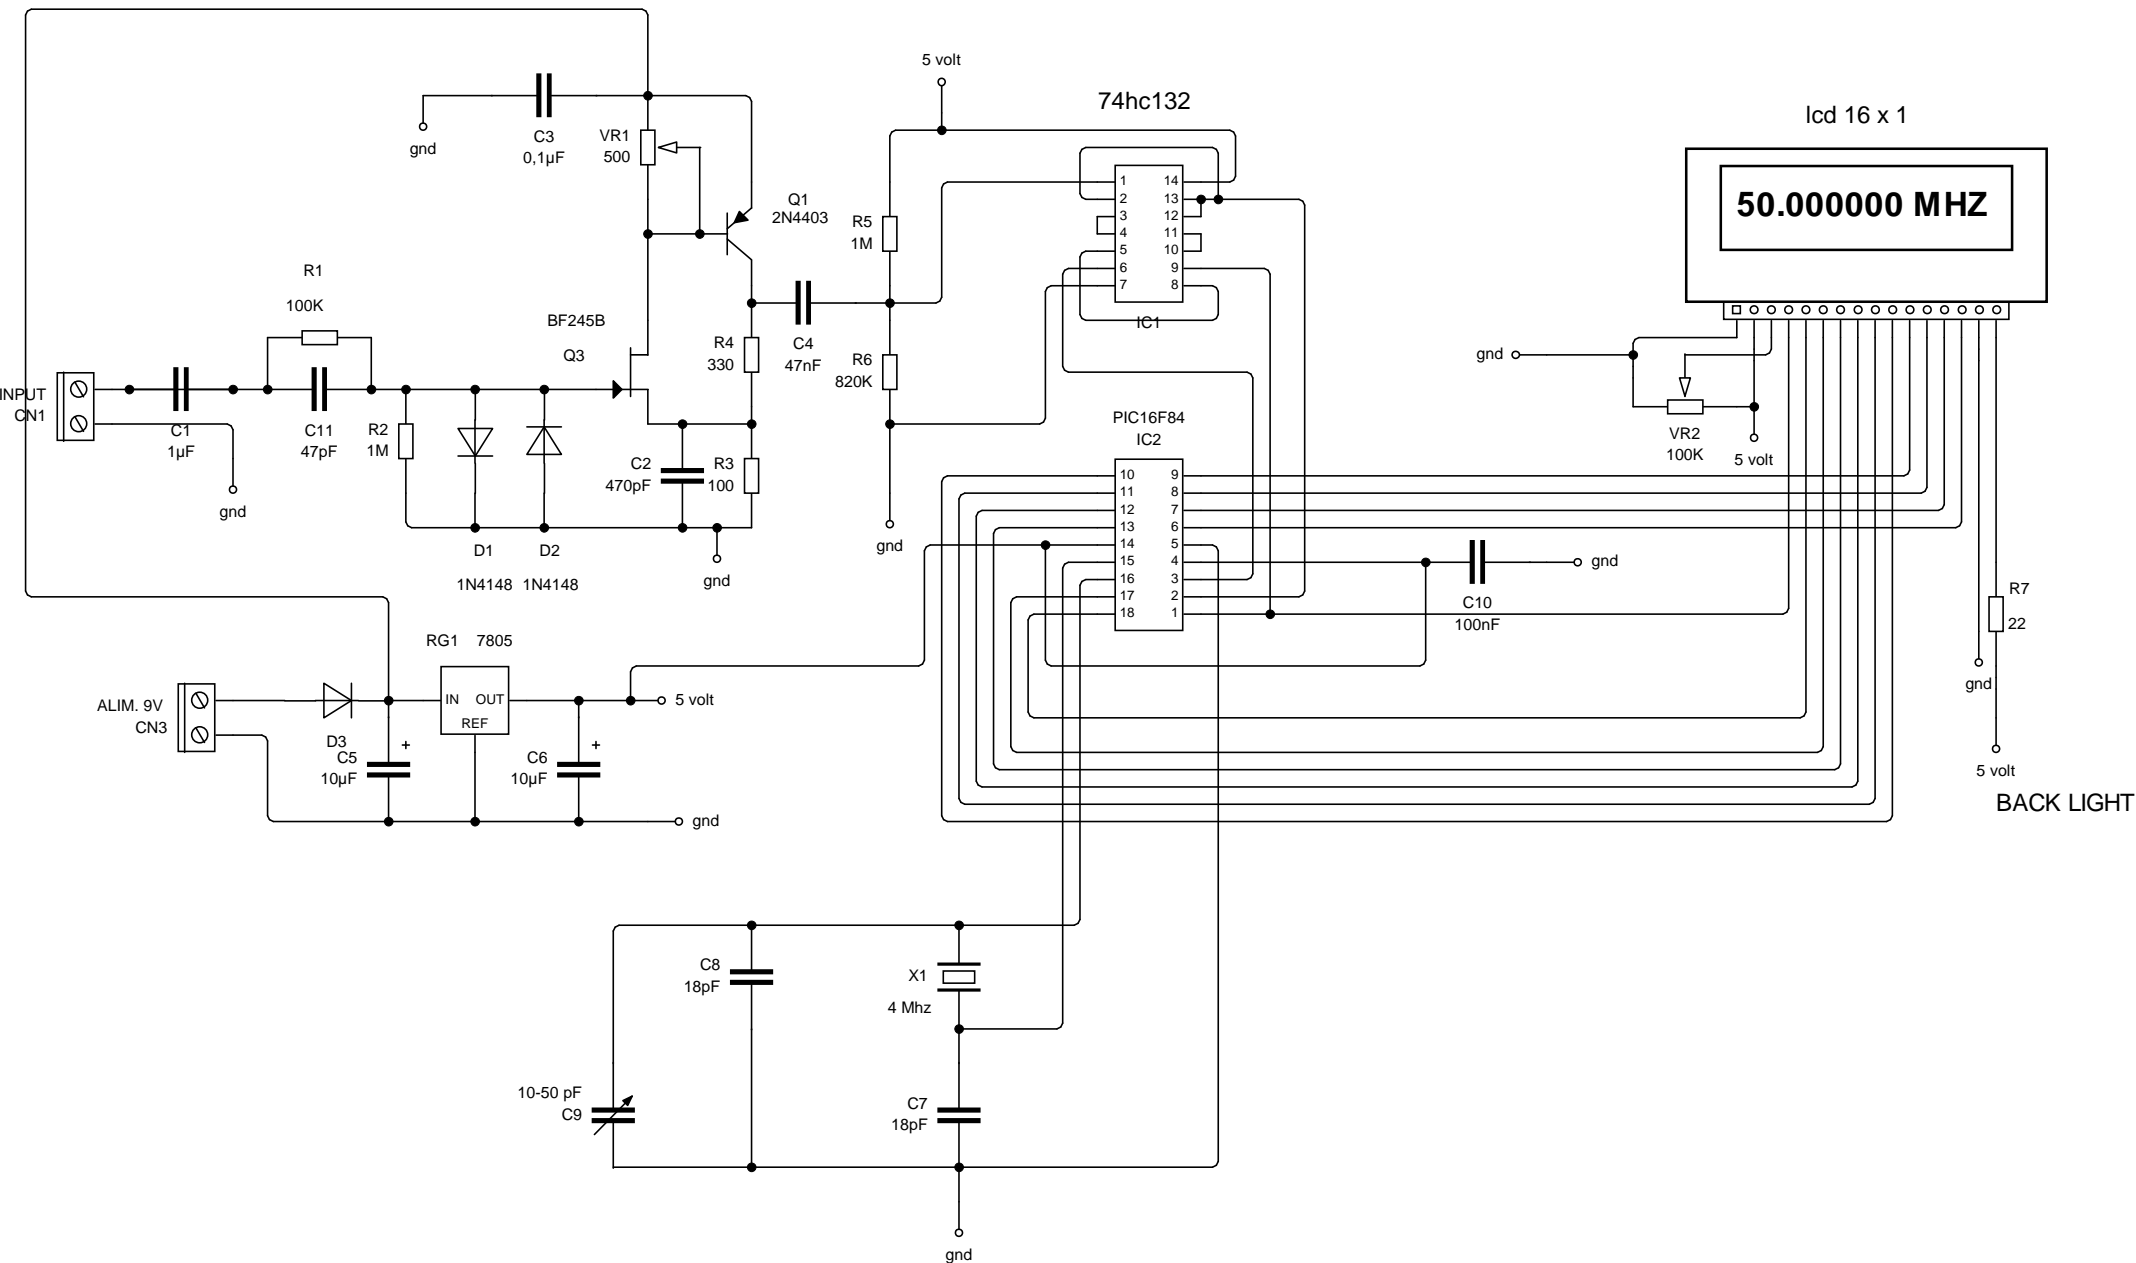 5 volt
74hc132
lcd 16 x 1
C3
0,1µF
gnd
VR1
500
Q1
2N4403
R5
1M
1
2
3
4
5
6
7
14
13
12
11
10
9
8
IC1
50.000000 MHZ
R1
100K
BF245B
Q3
R4
330
C4
47nF
R6
820K
gnd
INPUT
CN1
C1
1µF
C11
47pF
R2
1M
C2
470pF
R3
100
gnd
gnd
gnd
D1
D2
1N4148
1N4148
VR2
100K
5 volt
PIC16F84
IC2
10
11
12
13
14
15
16
17
18
9
8
7
6
5
4
3
2
1
C10
100nF
gnd
R7
22
gnd
5 volt
BACK LIGHT
RG1 7805
IN OUT
REF
5 volt
ALIM. 9V
CN3
D3
C5
10µF
+
C6
10µF
+
gnd
C8
18pF
X1
4 Mhz
10-50 pF
C9
C7
18pF
gnd